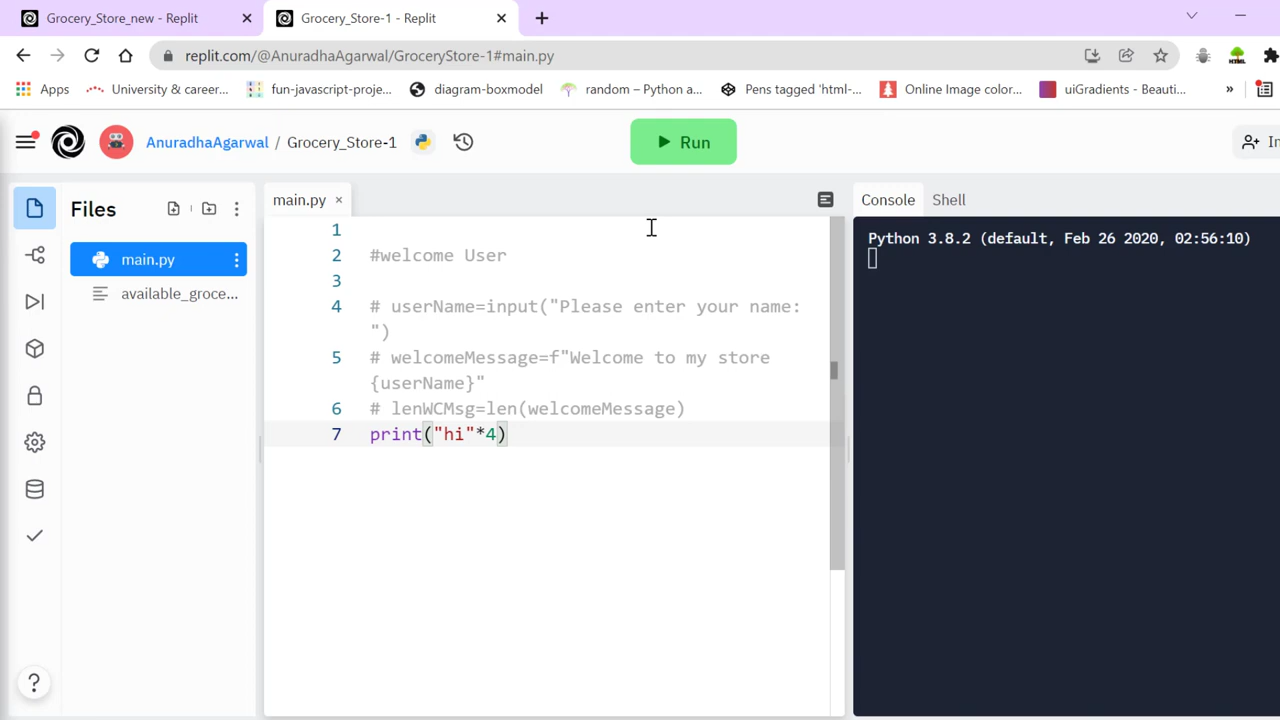 Grocery_Store_new - Replit
Grocery_Store-1 - Replit
replit.com/@AnuradhaAgarwal/GroceryStore-1#main.py
Apps
University & career...
fun-javascript-proje...
diagram-boxmodel
random – Python a...
Pens tagged 'html-...
Online Image color...
uiGradients - Beauti...
»
AnuradhaAgarwal / Grocery_Store-1
Run
In
Files
main.py
available_groce...
main.py
1
2 #welcome User
3
4 # userName=input("Please enter your name:
")
5 # welcomeMessage=f"Welcome to my store
{userName}"
6 # lenWCMsg=len(welcomeMessage)
7 print("hi"*4)
Console
Shell
Python 3.8.2 (default, Feb 26 2020, 02:56:10)
?